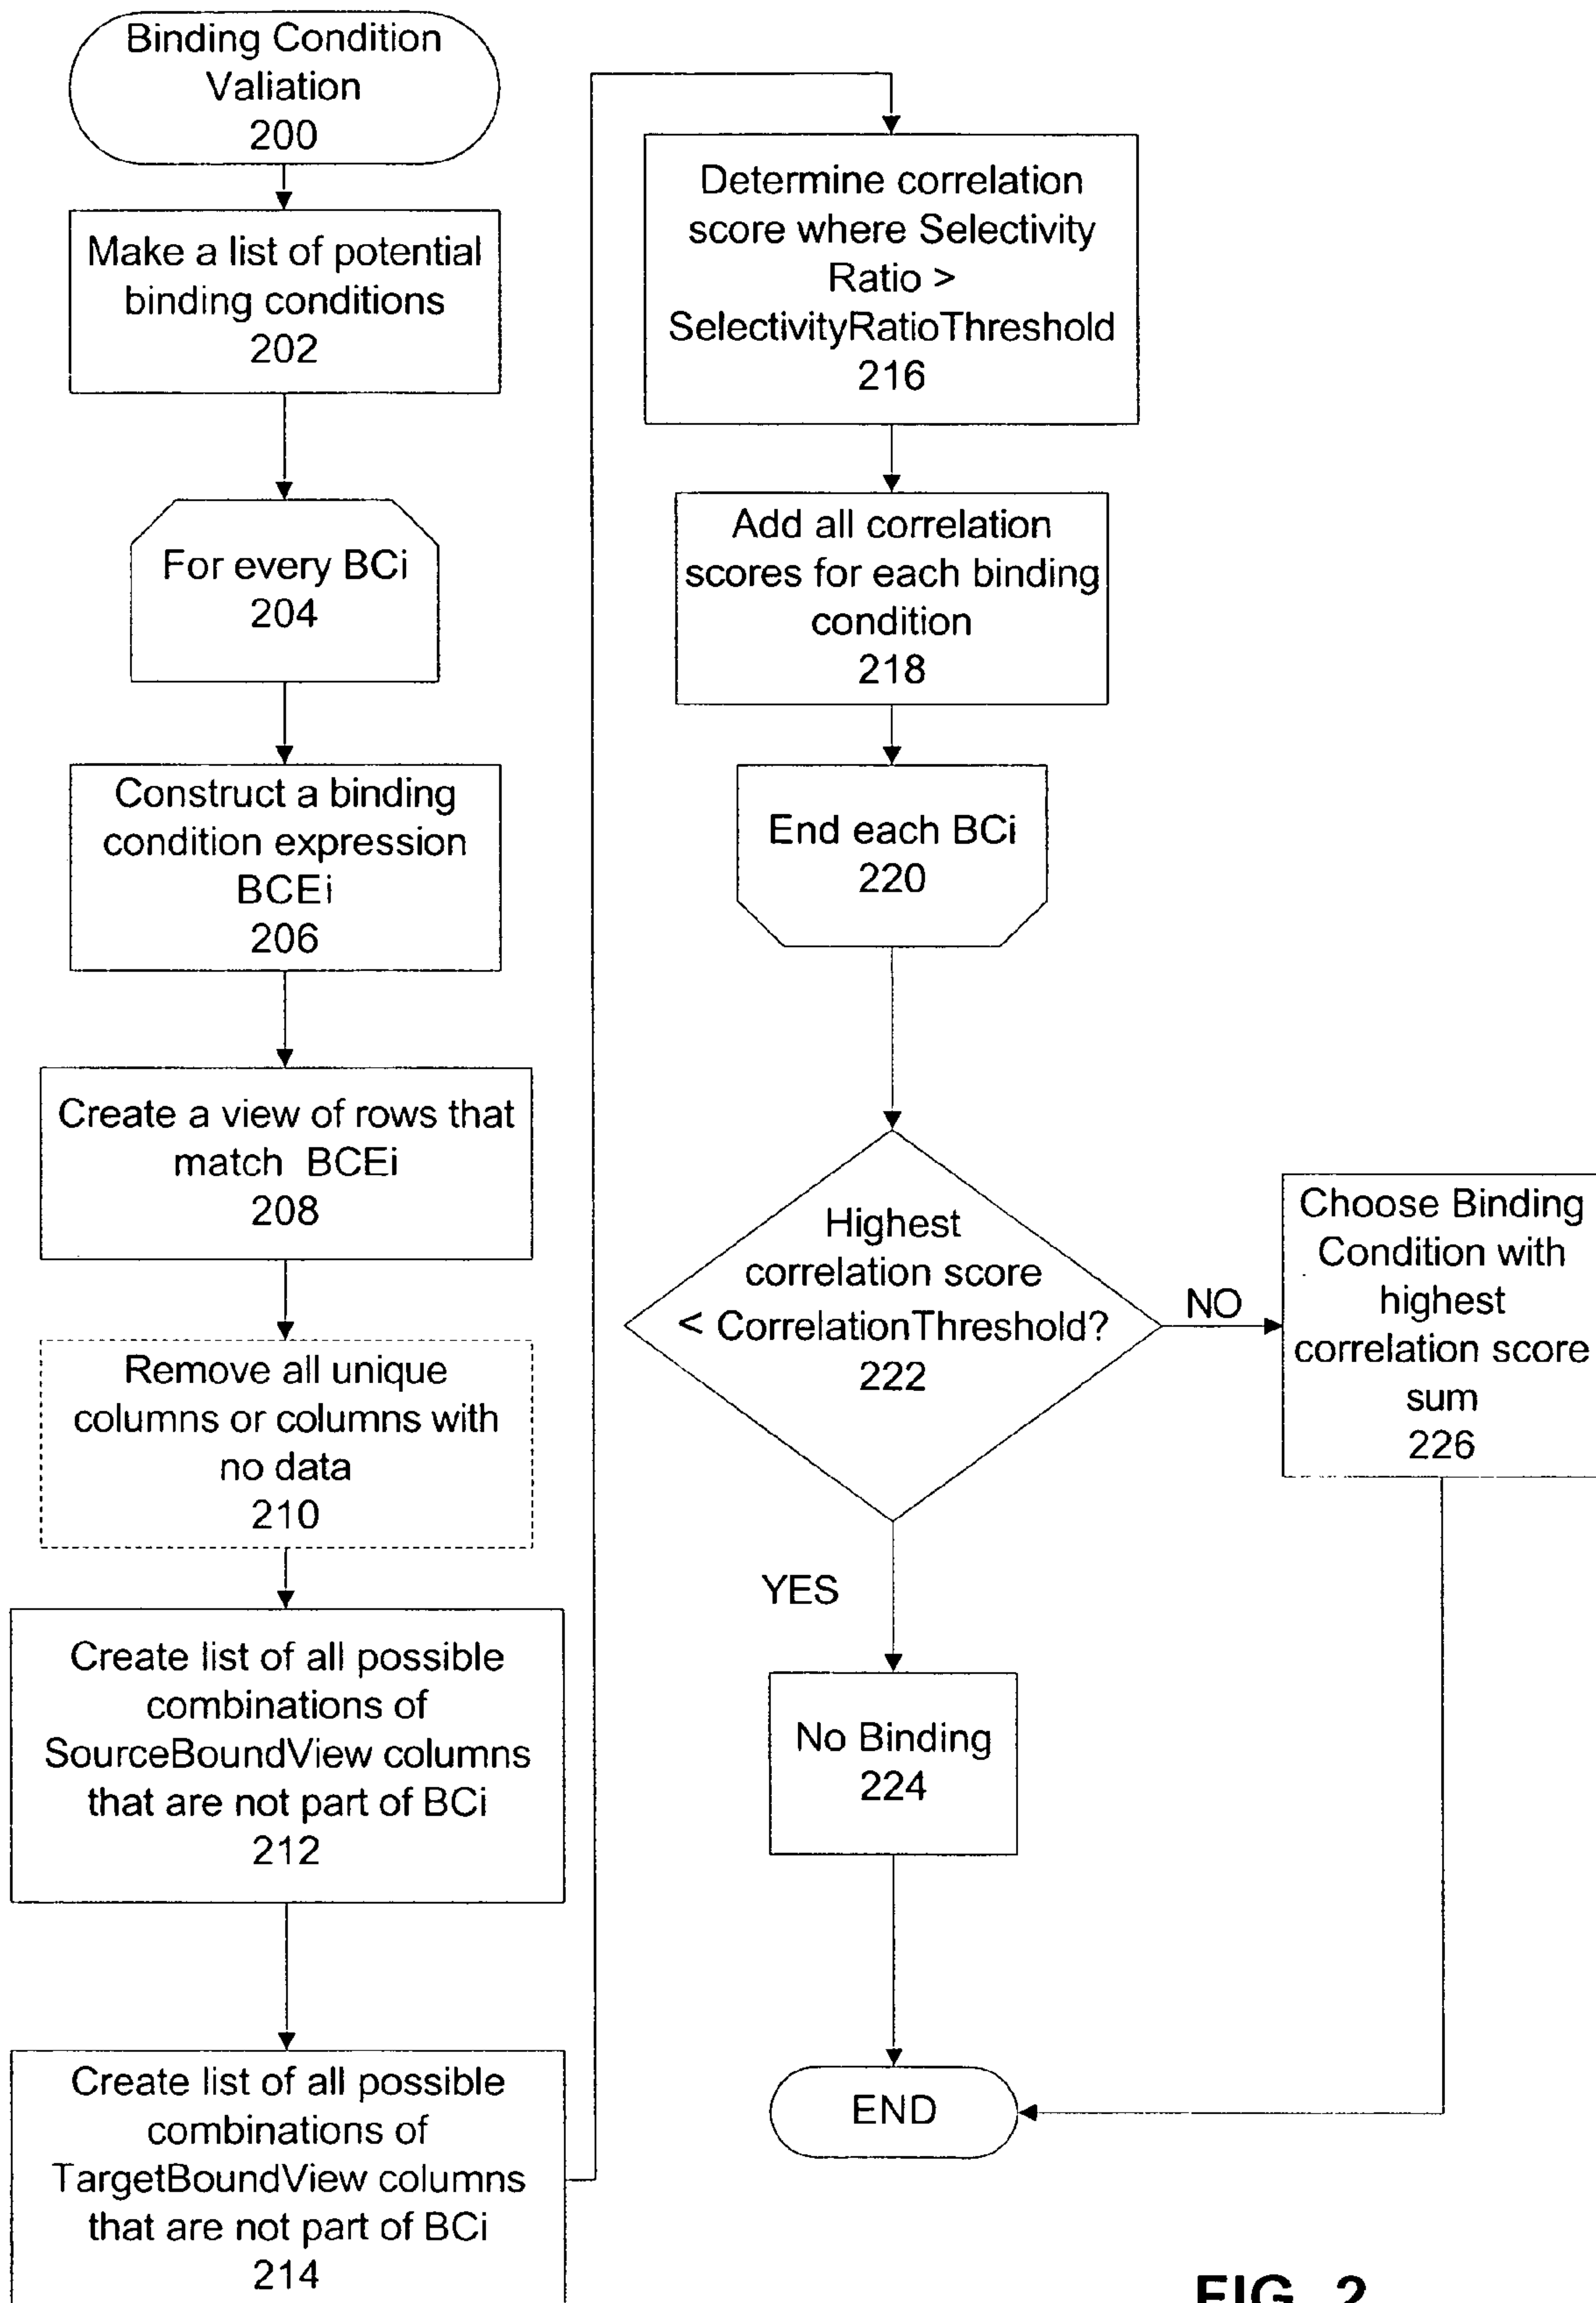 Binding Condition
Valiation
200
Make a list of potential
binding conditions
202
For every BCi
204
Construct a binding
condition expression
BCEi
206
Create a view of rows that
match BCEi
208
Remove all unique
columns or columns with
no data
210
Create list of all possible
combinations of
SourceBoundView columns
that are not part of BCi
212
Create list of all possible
combinations of
TargetBoundView columns
that are not part of BCi
214
Determine correlation
score where Selectivity
Ratio >
SelectivityRatioThreshold
216
Add all correlation
scores for each binding
condition
218
End each BCi
220
Highest
correlation score
< CorrelationThreshold?
222
NO
Choose Binding
Condition with
highest
correlation score
sum
226
YES
No Binding
224
END
FIG. 2